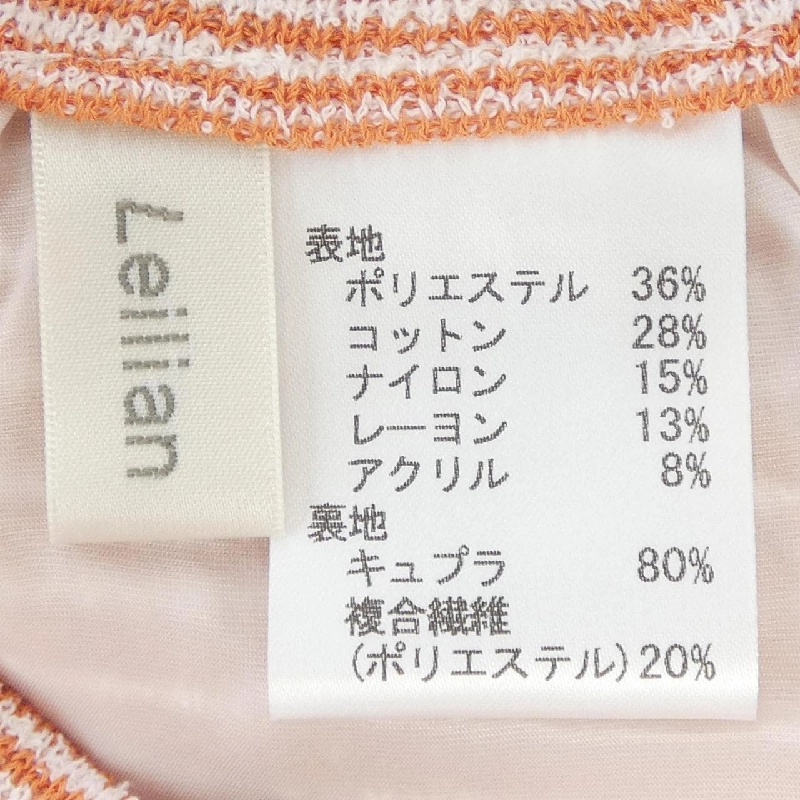 Leilian
表地
ポリエステル 36%
コットン 28%
ナイロン 15%
レーヨン 13%
アクリル 8%
裏地
キュプラ 80%
複合繊維
(ポリエステル) 20%